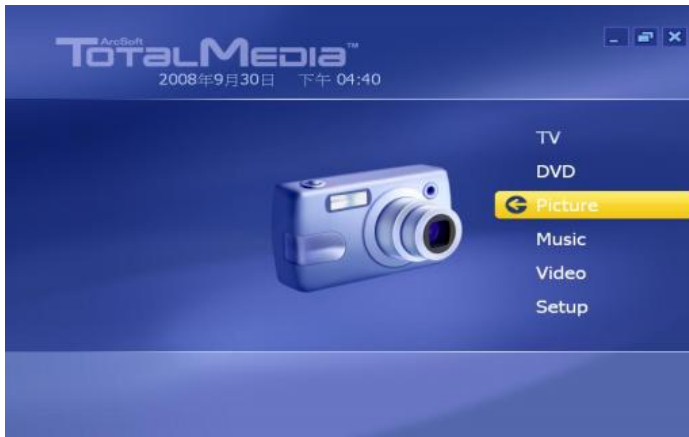 ArcSoft
TOTALMEDIA™
2008年9月30日 下午 04:40
TV
DVD
Picture
Music
Video
Setup